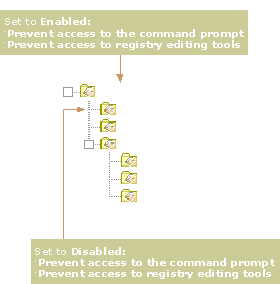 Set to Enabled:
·Prevent access to the command prompt
·Prevent access to registry editing tools
Set to Disabled:
·Prevent access to the command prompt
·Prevent access to registry editing tools